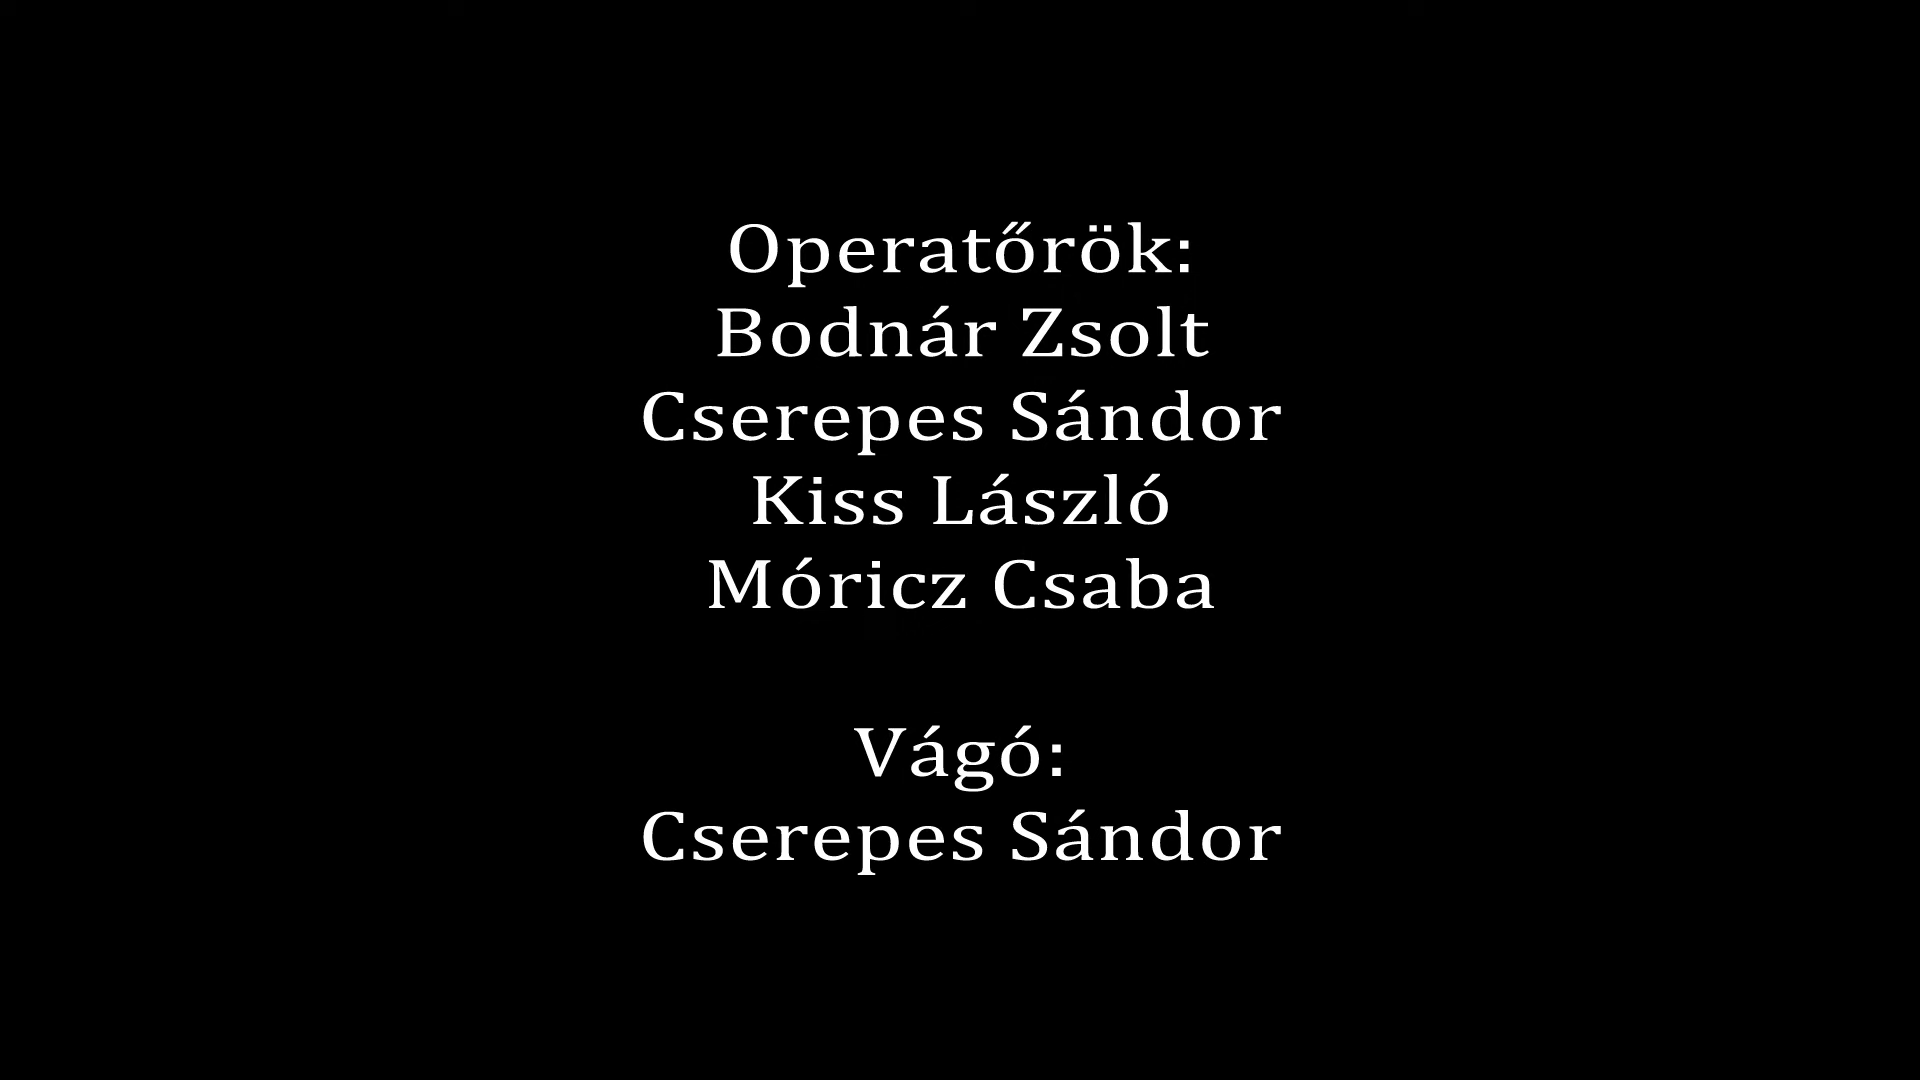 Operatőrök:
Bodnár Zsolt
Cserepes Sándor
Kiss László
Móricz Csaba
Vágó:
Cserepes Sándor